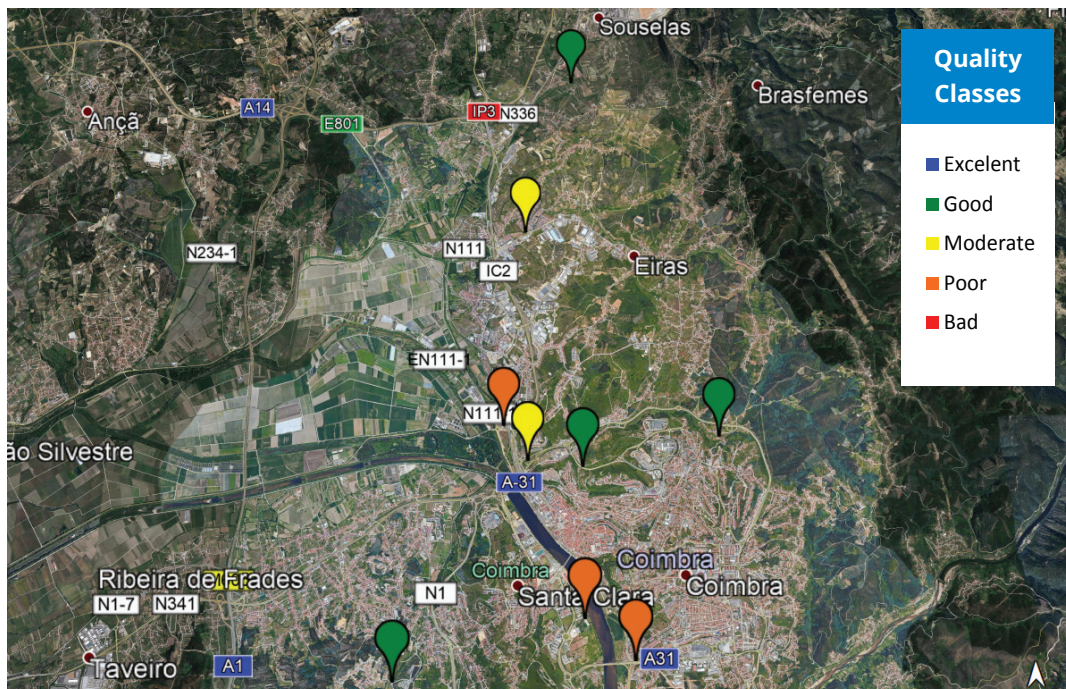 Souselas
Quality
Classes
Brasfemes
A14
IP3
N336
Ançã
E801
Excelent
Good
Moderate
Poor
Bad
N234-1
N111
IC2
Eiras
EN111-1
ão Silvestre
A-31
Coimbra
Coimbra
Ribeira de Frades
Coimbra
Santa Clara
N1
N1-7
N341
Taveiro
A1
A31